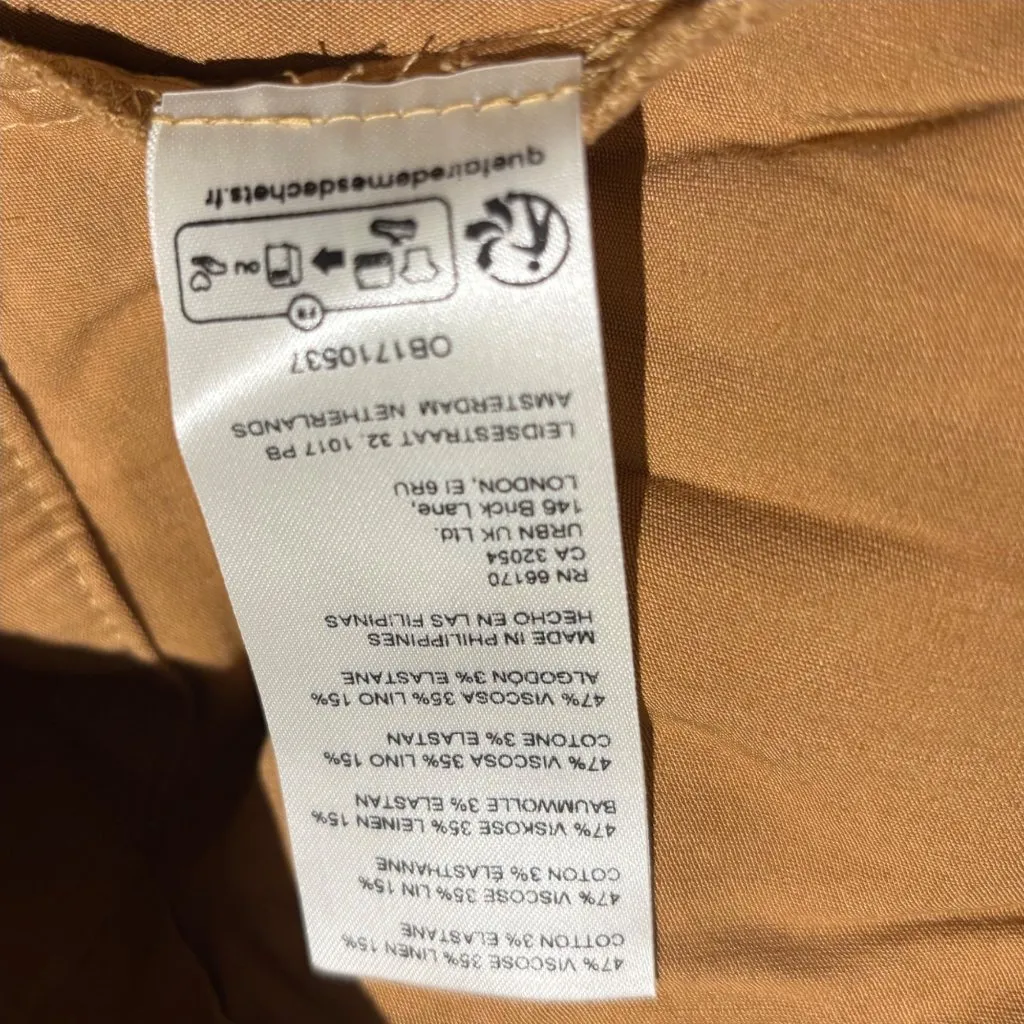 47% VISCOSE 35% LINEN 15%
COTTON 3% ELASTANE
47% VISCOSE 35% LIN 15%
COTON 3% ÉLASTHANNE
47% VISKOSE 35% LEINEN 15%
BAUMWOLLE 3% ELASTAN
47% VISCOSA 35% LINO 15%
COTONE 3% ELASTAN
47% VISCOSA 35% LINO 15%
ALGODÓN 3% ELASTANE
MADE IN PHILIPPINES
HECHO EN LAS FILIPINAS
RN 66170
CA 32054
URBN UK Ltd.
146 Brick Lane,
LONDON, EI 6RU
LEIDSESTRAAT 32, 1017 PB
AMSTERDAM NETHERLANDS
OB1710537
FR
OU
quefairedemesdechets.fr